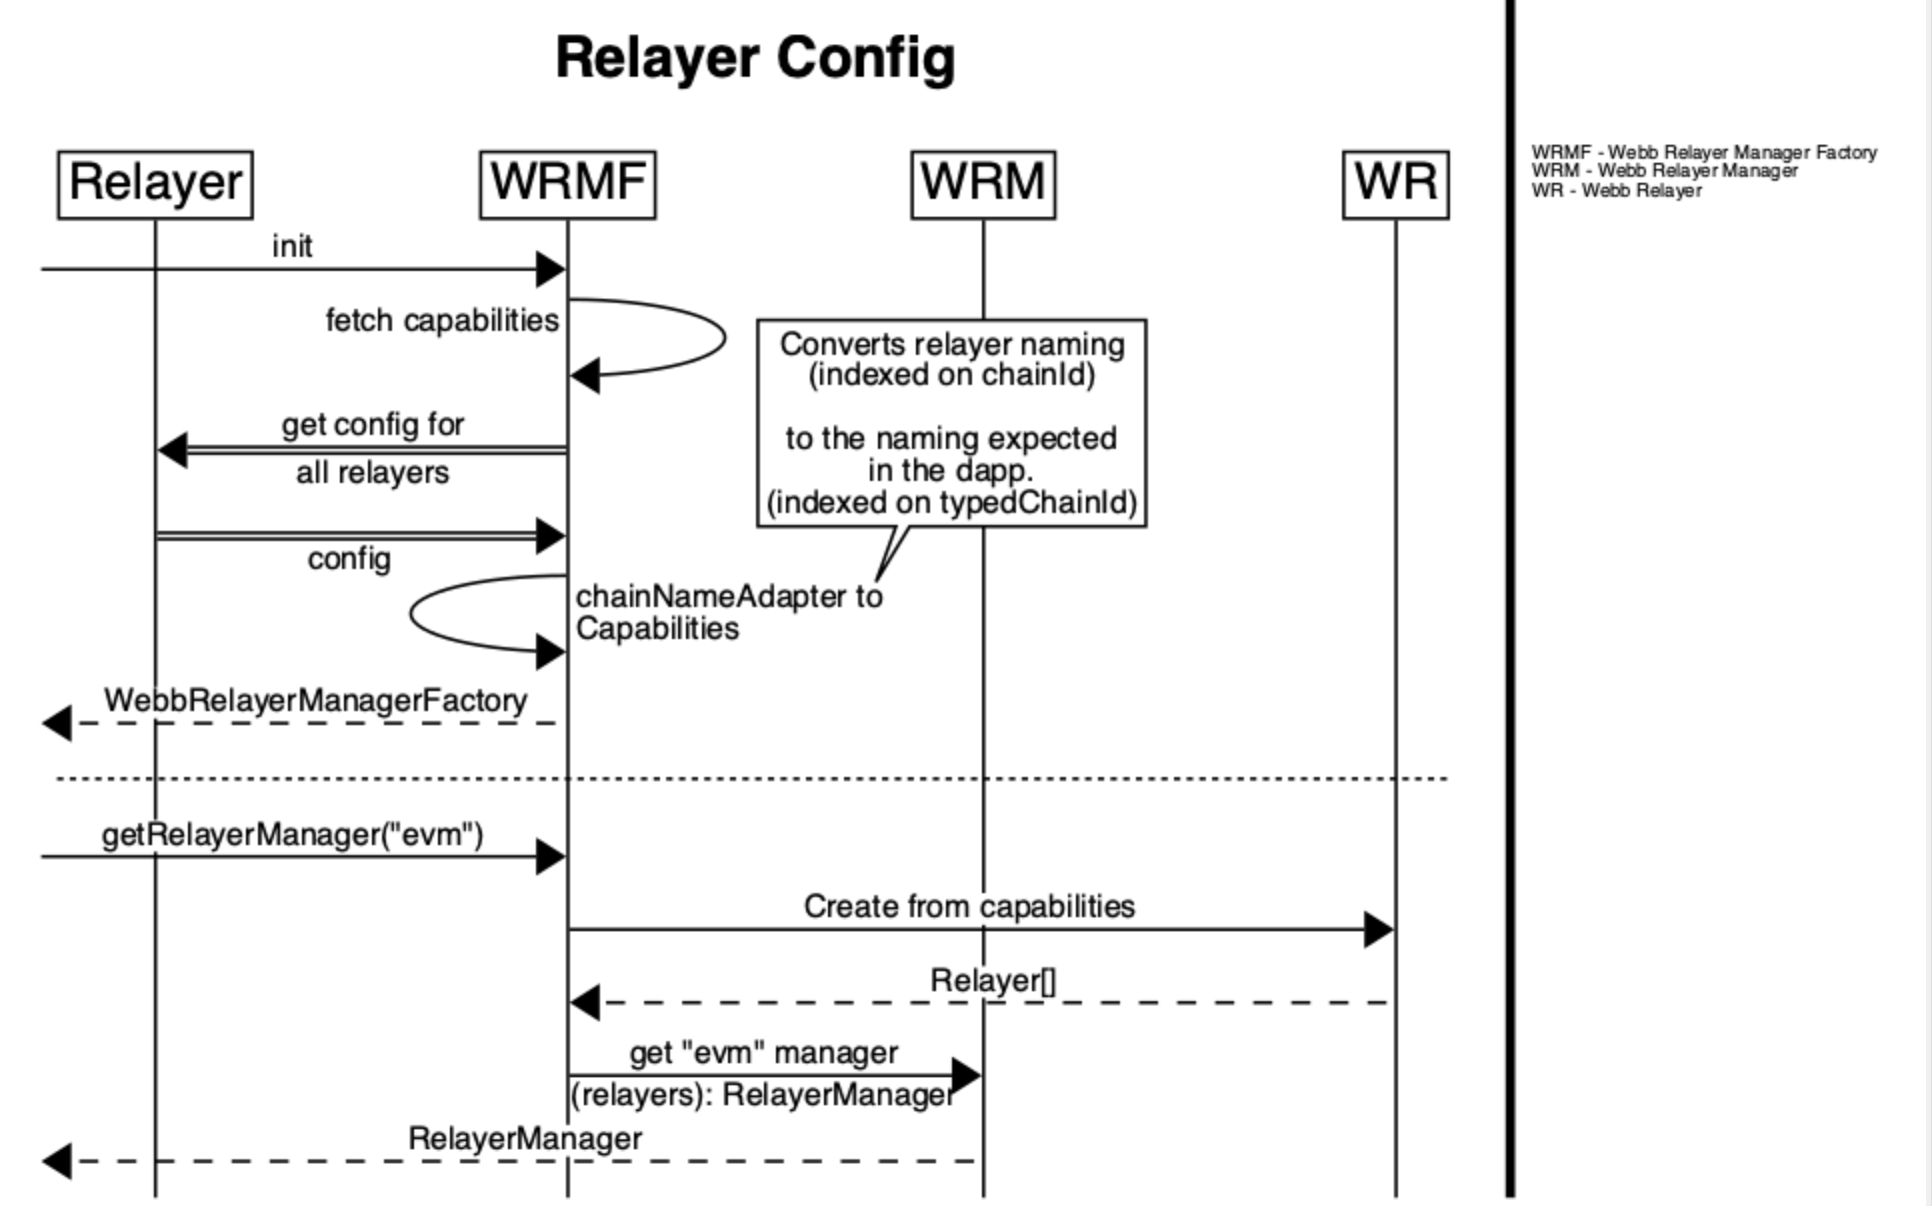 Relayer Config
Relayer
WRMF
WRM
WR
WRMF - Webb Relayer Manager Factory
WRM - Webb Relayer Manager
WR - Webb Relayer
init
fetch capabilities
Converts relayer naming
(indexed on chainId)
to the naming expected
in the dapp.
(indexed on typedChainId)
get config for
all relayers
config
chainNameAdapter to
Capabilities
WebbRelayerManagerFactory
getRelayerManager("evm")
Create from capabilities
Relayer[]
get "evm" manager
(relayers): RelayerManager
RelayerManager